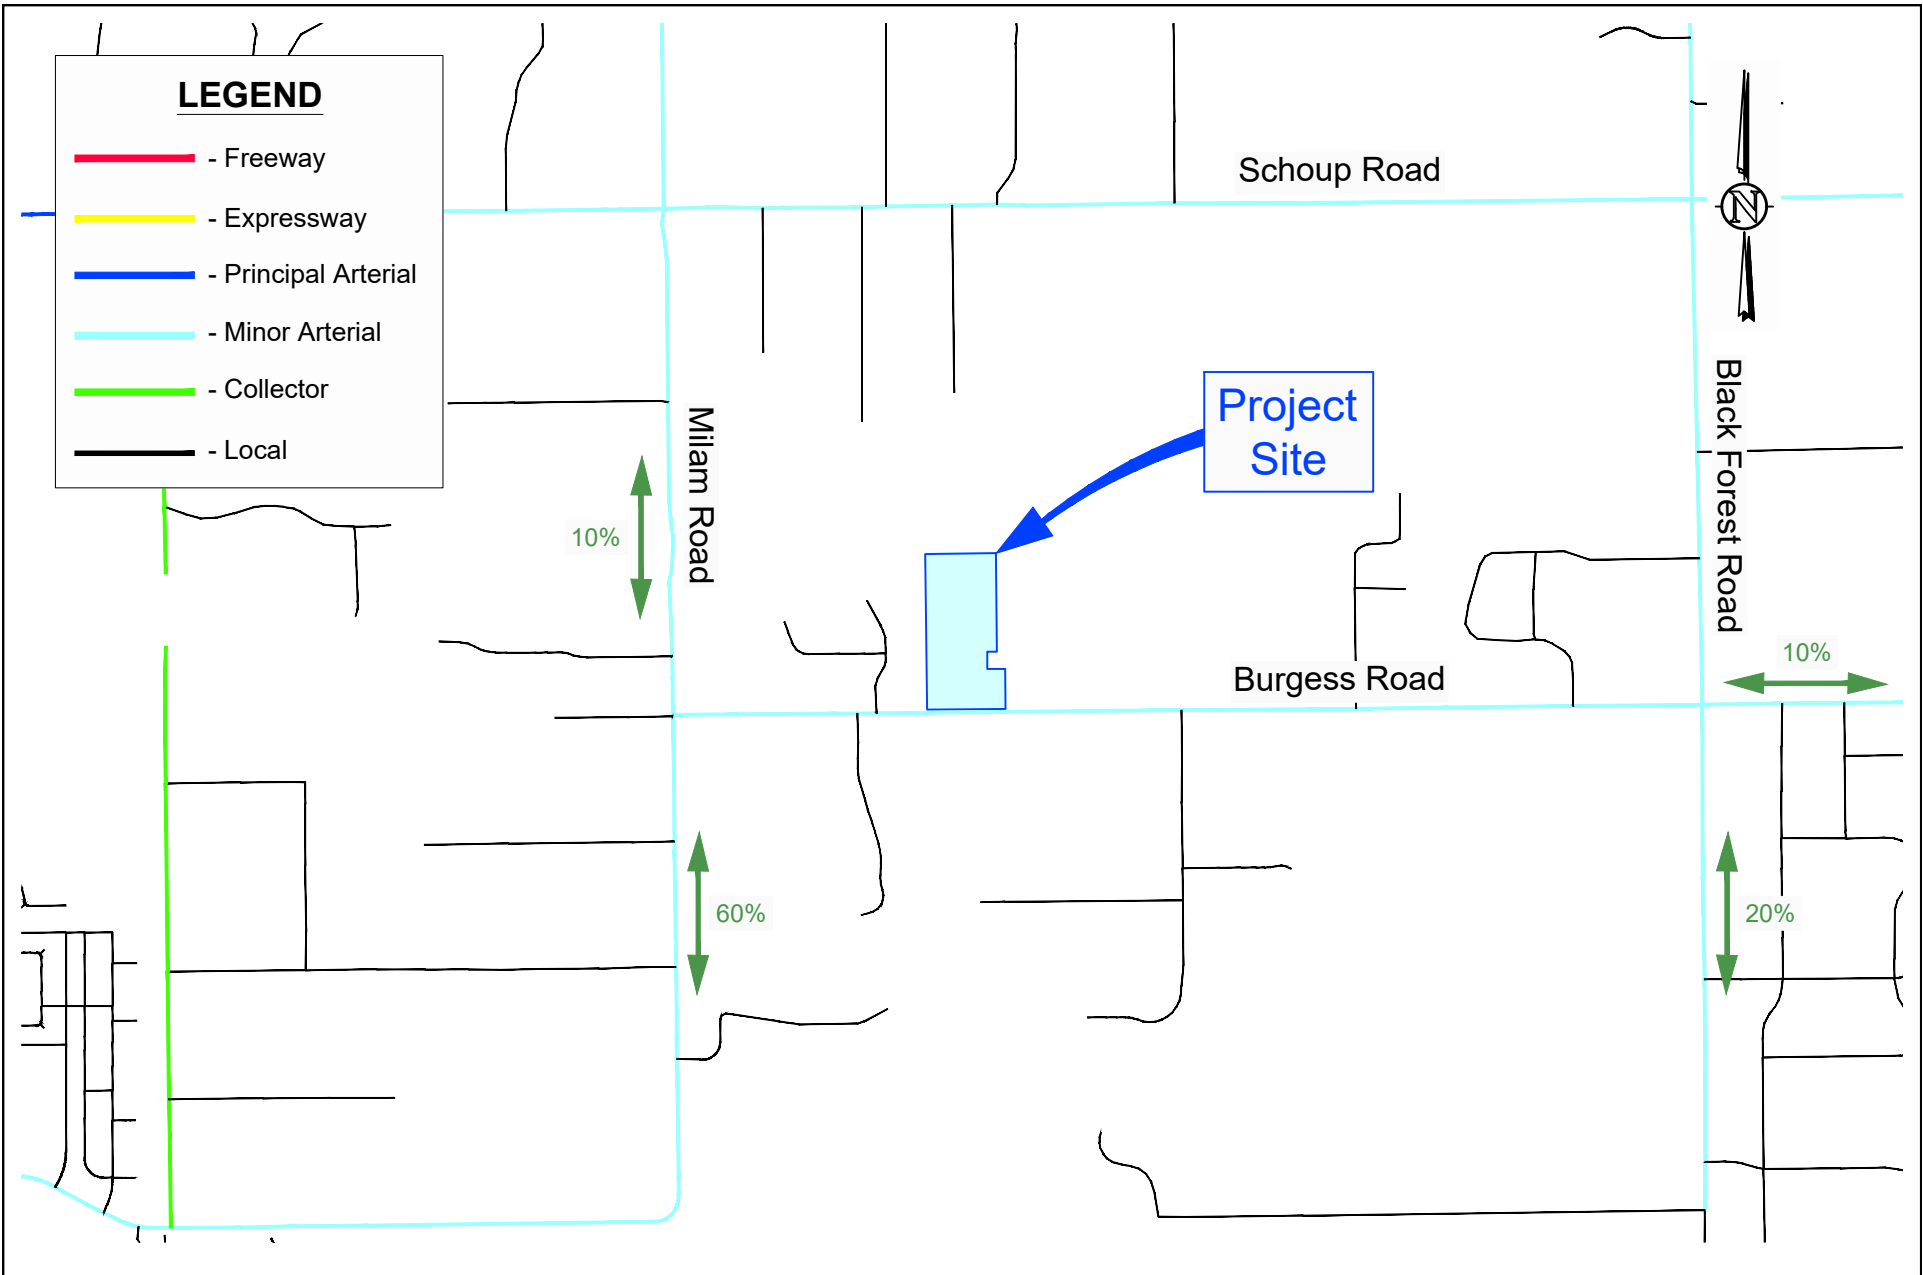 LEGEND
- Freeway
- Expressway
- Principal Arterial
- Minor Arterial
- Collector
- Local
Schoup Road
N
Project
Site
Milam Road
Black Forest Road
10%
Burgess Road
10%
60%
20%